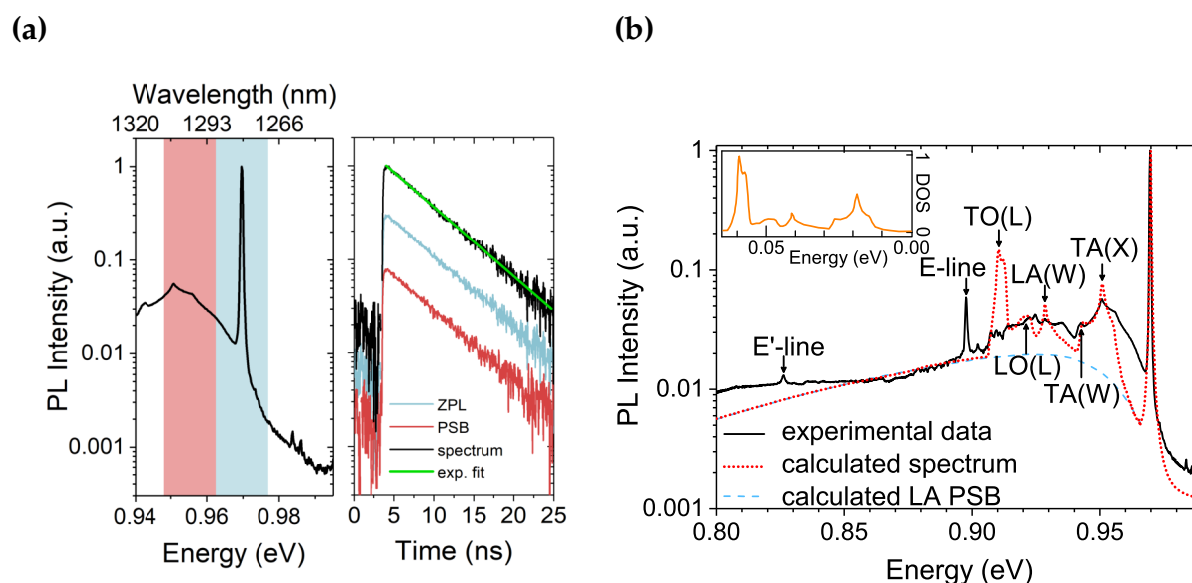 (a)
Wavelength (nm)
1320 1293 1266
PL Intensity (a.u.)
1
0.1
0.01
0.001
0.94 0.96 0.98
Energy (eV)
ZPL
PSB
spectrum
exp. fit
0 5 10 15 20 25
Time (ns)
(b)
PL Intensity (a.u.)
1
0.1
0.01
0.001
0.05 0.00
Energy (eV)
0 DOS 1
TO(L)
TA(X)
LA(W)
E-line
E'-line
LO(L)
TA(W)
experimental data
calculated spectrum
calculated LA PSB
0.80 0.85 0.90 0.95
Energy (eV)